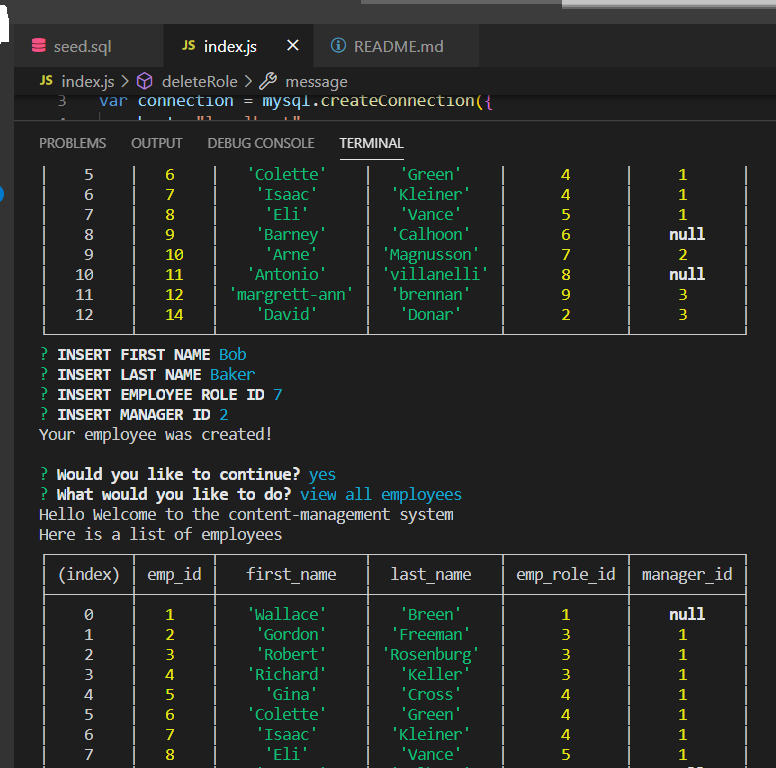 seed.sql JS index.js × README.md
JS index.js > deleteRole > message
3 var connection = mysql.createConnection({
PROBLEMS OUTPUT DEBUG CONSOLE TERMINAL
5 6 'Colette' 'Green' 4 1
6 7 'Isaac' 'Kleiner' 4 1
7 8 'Eli' 'Vance' 5 1
8 9 'Barney' 'Calhoon' 6 null
9 10 'Arne' 'Magnusson' 7 2
10 11 'Antonio' 'villanelli' 8 null
11 12 'margrett-ann' 'brennan' 9 3
12 14 'David' 'Donar' 2 3
? INSERT FIRST NAME Bob
? INSERT LAST NAME Baker
? INSERT EMPLOYEE ROLE ID 7
? INSERT MANAGER ID 2
Your employee was created!
? Would you like to continue? yes
? What would you like to do? view all employees
Hello Welcome to the content-management system
Here is a list of employees
(index) emp_id first_name last_name emp_role_id manager_id
0 1 'Wallace' 'Breen' 1 null
1 2 'Gordon' 'Freeman' 3 1
2 3 'Robert' 'Rosenburg' 3 1
3 4 'Richard' 'Keller' 3 1
4 5 'Gina' 'Cross' 4 1
5 6 'Colette' 'Green' 4 1
6 7 'Isaac' 'Kleiner' 4 1
7 8 'Eli' 'Vance' 5 1